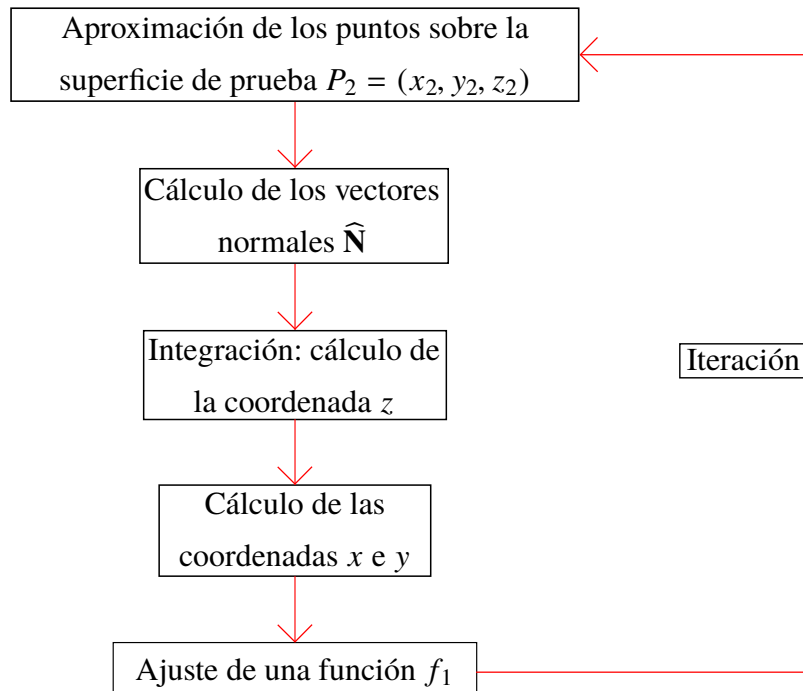 Aproximación de los puntos sobre la
superficie de prueba P₂ = (x₂, y₂, z₂)
Cálculo de los vectores
normales N̂
Integración: cálculo de
la coordenada z
Iteración
Cálculo de las
coordenadas x e y
Ajuste de una función f₁